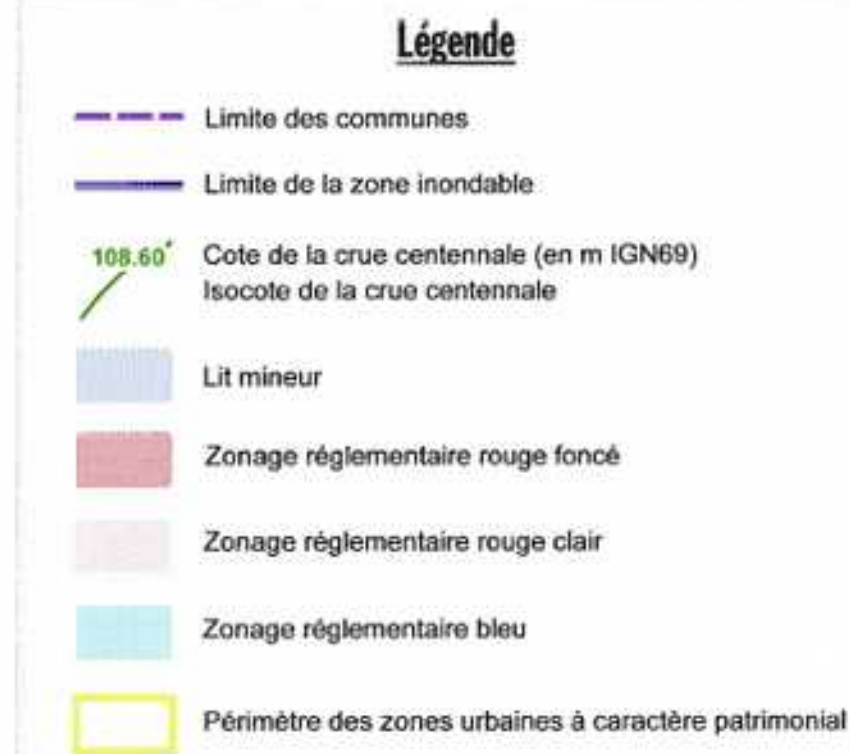 Légende
Limite des communes
Limite de la zone inondable
108.60
Cote de la crue centennale (en m IGN69)
Isocote de la crue centennale
Lit mineur
Zonage réglementaire rouge foncé
Zonage réglementaire rouge clair
Zonage réglementaire bleu
Périmètre des zones urbaines à caractère patrimonial